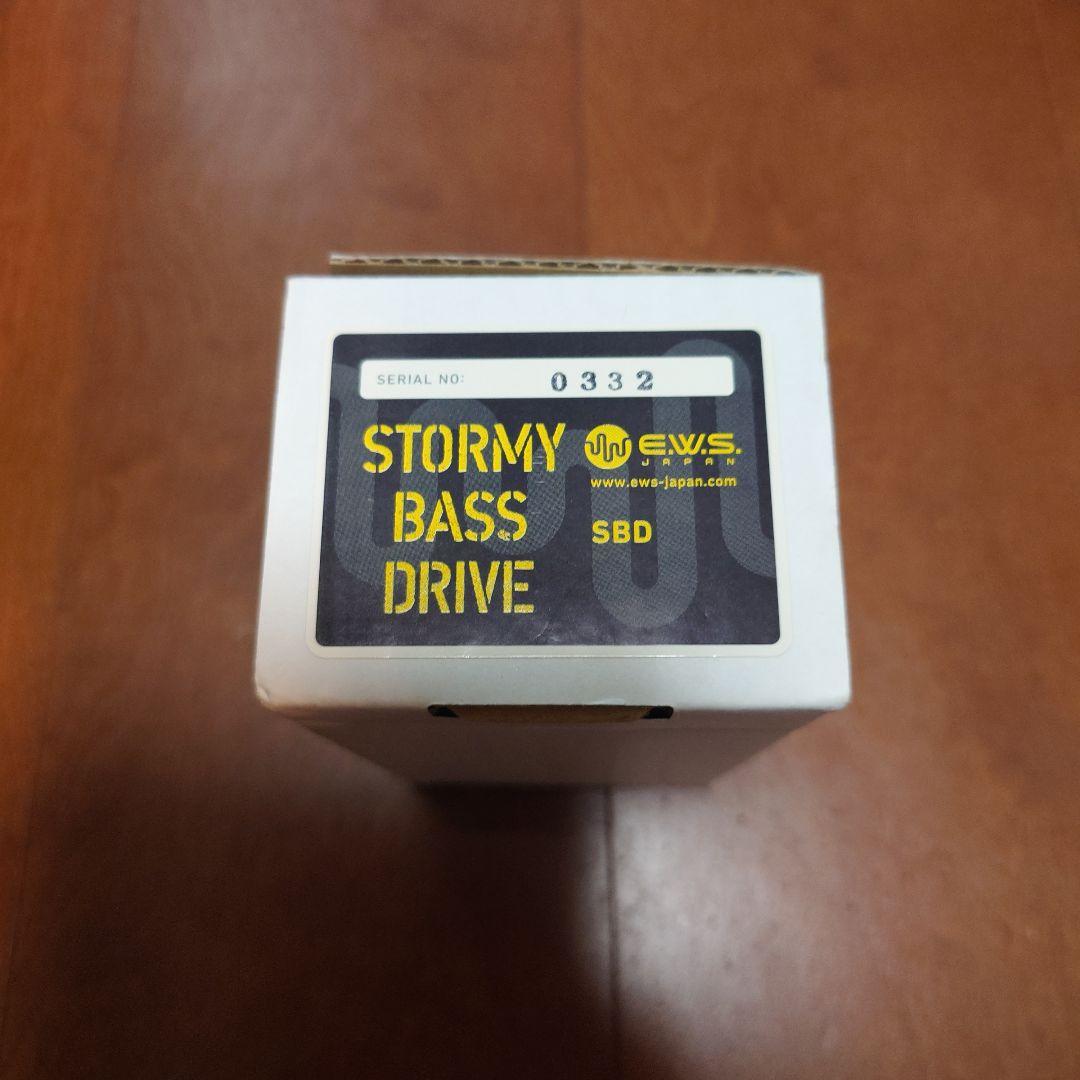 SERIAL NO: 0332
STORMY
BASS
DRIVE
E.W.S.
JAPAN
www.ews-japan.com
SBD